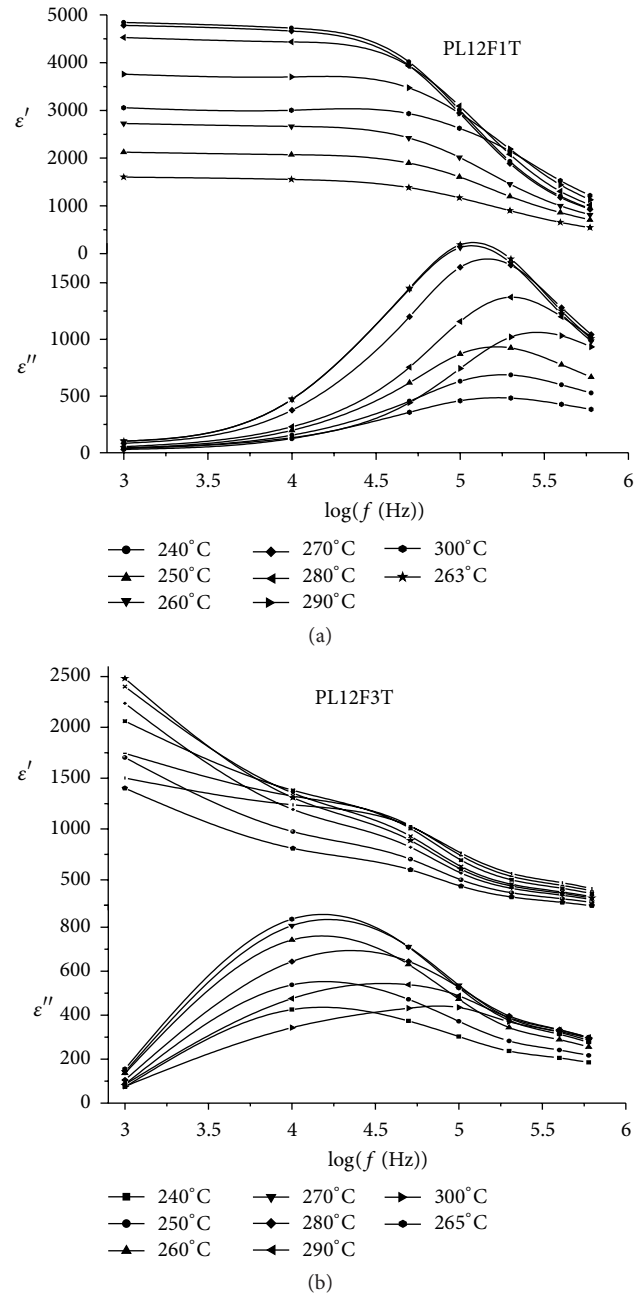 5000
PL12F1T
4000
ε′
3000
2000
1000
0
1500
1000
ε″
500
0
3 3.5 4 4.5 5 5.5 6
log(f (Hz))
240°C 270°C 300°C
250°C 280°C 263°C
260°C 290°C
(a)
2500
PL12F3T
2000
ε′
1500
1000
500
800
600
ε″
400
200
0
3 3.5 4 4.5 5 5.5 6
log(f (Hz))
240°C 270°C 300°C
250°C 280°C 265°C
260°C 290°C
(b)